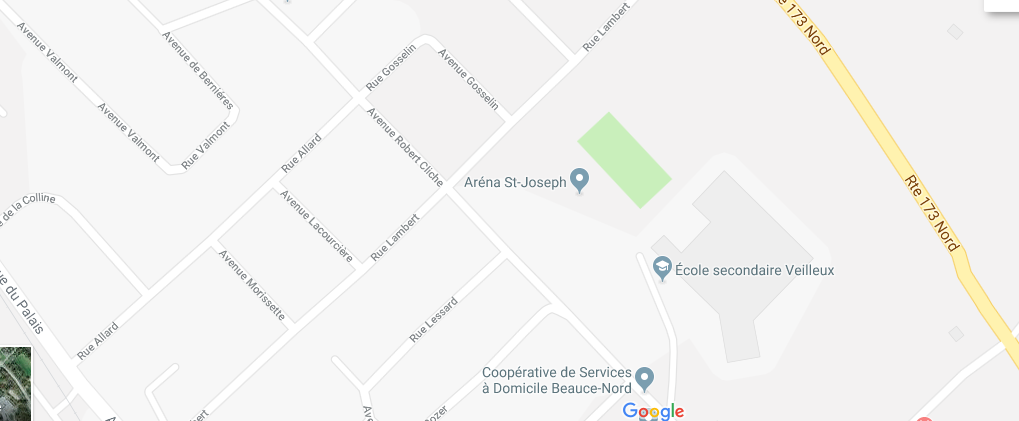 Rte 173 Nord
Rue Lambert
Avenue Valmont
Avenue de Bernières
Rue Gosselin
Avenue Gosselin
Avenue Valmont
Rue Valmont
Rue Allard
Avenue Robert Cliche
Aréna St-Joseph
Rte 173 Nord
de la Colline
Avenue Lacourcière
Rue Lambert
École secondaire Veilleux
Avenue Morissette
du Palais
Rue Lessard
Rue Allard
Coopérative de Services
à Domicile Beauce-Nord
Google